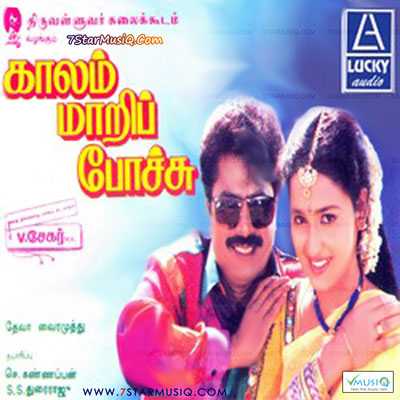 திருவள்ளுவர் கலைக்கூடம்
வழங்கும்
7StarMusiQ.Com
LUCKY
audio
காலம்
மாறிப்
போச்சு
V.சேகர்
தேவா வைரமுத்து
தயாரிப்பு
செ.கண்ணப்பன்
S.S.துரைராஜு
WWW.7STARMUSIQ.COM
VMUSIQ